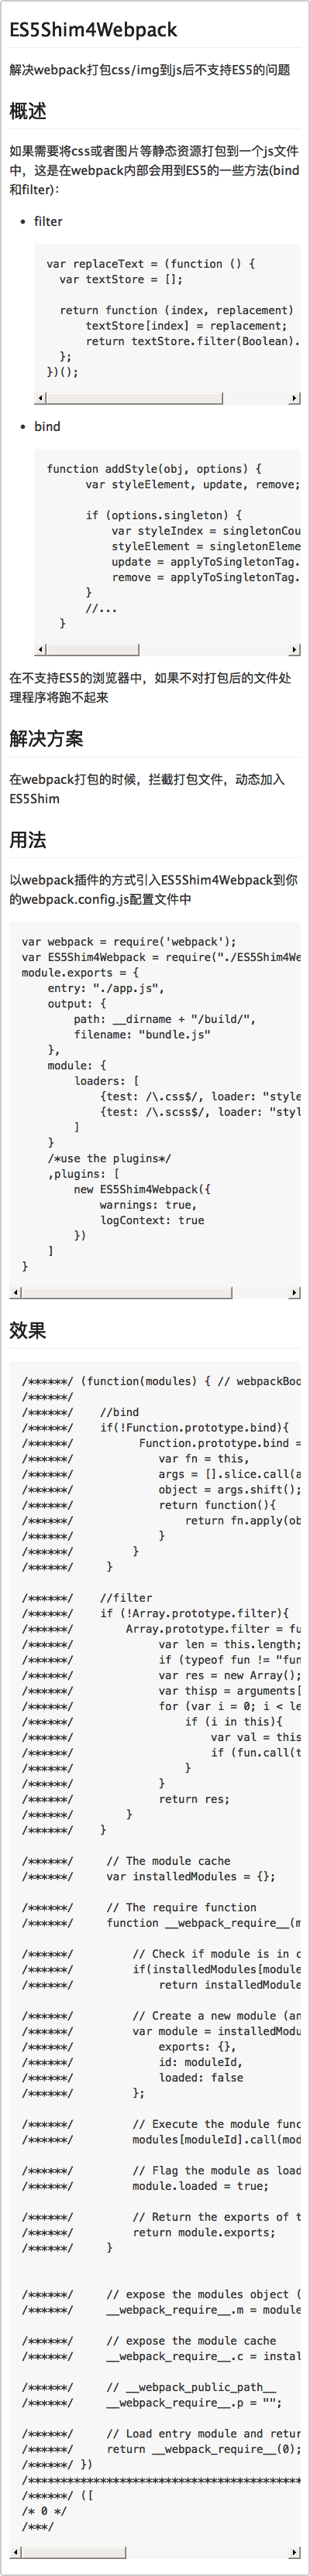 ES5Shim4Webpack
解决webpack打包css/img到js后不支持ES5的问题
概述
如果需要将css或者图片等静态资源打包到一个js文件
中，这是在webpack内部会用到ES5的一些方法(bind
和filter)：
• filter
var replaceText = (function () {
  var textStore = [];

  return function (index, replacement)
      textStore[index] = replacement;
      return textStore.filter(Boolean).
  };
})();
• bind
function addStyle(obj, options) {
      var styleElement, update, remove;

      if (options.singleton) {
          var styleIndex = singletonCou
          styleElement = singletonEleme
          update = applyToSingletonTag.
          remove = applyToSingletonTag.
      }
      //...
  }
在不支持ES5的浏览器中，如果不对打包后的文件处
理程序将跑不起来
解决方案
在webpack打包的时候，拦截打包文件，动态加入
ES5Shim
用法
以webpack插件的方式引入ES5Shim4Webpack到你
的webpack.config.js配置文件中
var webpack = require('webpack');
var ES5Shim4Webpack = require("./ES5Shim4We
module.exports = {
    entry: "./app.js",
    output: {
        path: __dirname + "/build/",
        filename: "bundle.js"
    },
    module: {
        loaders: [
            {test: /\.css$/, loader: "style
            {test: /\.scss$/, loader: "styl
        ]
    }
    /*use the plugins*/
    ,plugins: [
        new ES5Shim4Webpack({
            warnings: true,
            logContext: true
        })
    ]
}
效果
/******/ (function(modules) { // webpackBoo
/******/
/******/    //bind
/******/    if(!Function.prototype.bind){
/******/          Function.prototype.bind =
/******/             var fn = this,
/******/             args = [].slice.call(a
/******/             object = args.shift();
/******/             return function(){
/******/                 return fn.apply(ob
/******/             }
/******/         }
/******/     }

/******/    //filter
/******/    if (!Array.prototype.filter){
/******/        Array.prototype.filter = fu
/******/             var len = this.length;
/******/             if (typeof fun != "fun
/******/             var res = new Array();
/******/             var thisp = arguments[
/******/             for (var i = 0; i < le
/******/                 if (i in this){
/******/                     var val = this
/******/                     if (fun.call(t
/******/                 }
/******/             }
/******/             return res;
/******/        }
/******/    }

/******/     // The module cache
/******/     var installedModules = {};

/******/     // The require function
/******/     function __webpack_require__(m

/******/         // Check if module is in c
/******/         if(installedModules[module
/******/             return installedModule

/******/         // Create a new module (an
/******/         var module = installedModu
/******/             exports: {},
/******/             id: moduleId,
/******/             loaded: false
/******/         };

/******/         // Execute the module func
/******/         modules[moduleId].call(mod

/******/         // Flag the module as load
/******/         module.loaded = true;

/******/         // Return the exports of t
/******/         return module.exports;
/******/     }


/******/     // expose the modules object (
/******/     __webpack_require__.m = module

/******/     // expose the module cache
/******/     __webpack_require__.c = instal

/******/     // __webpack_public_path__
/******/     __webpack_require__.p = "";

/******/     // Load entry module and retur
/******/     return __webpack_require__(0);
/******/ })
/******************************************
/******/ ([
/* 0 */
/***/